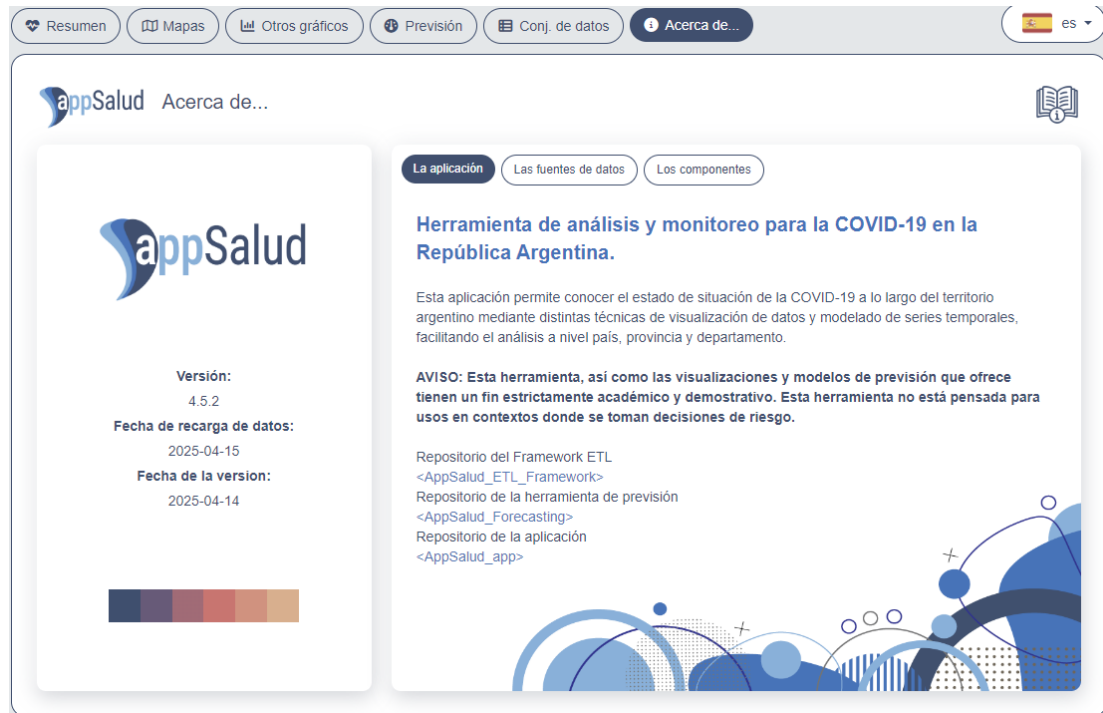 Resumen
Mapas
Otros gráficos
Previsión
Conj. de datos
Acerca de...
es
appSalud
Acerca de...
appSalud
Versión:
4.5.2
Fecha de recarga de datos:
2025-04-15
Fecha de la version:
2025-04-14
La aplicación
Las fuentes de datos
Los componentes
Herramienta de análisis y monitoreo para la COVID-19 en la
República Argentina.
Esta aplicación permite conocer el estado de situación de la COVID-19 a lo largo del territorio
argentino mediante distintas técnicas de visualización de datos y modelado de series temporales,
facilitando el análisis a nivel país, provincia y departamento.
AVISO: Esta herramienta, así como las visualizaciones y modelos de previsión que ofrece
tienen un fin estrictamente académico y demostrativo. Esta herramienta no está pensada para
usos en contextos donde se toman decisiones de riesgo.
Repositorio del Framework ETL
<AppSalud_ETL_Framework>
Repositorio de la herramienta de previsión
<AppSalud_Forecasting>
Repositorio de la aplicación
<AppSalud_app>